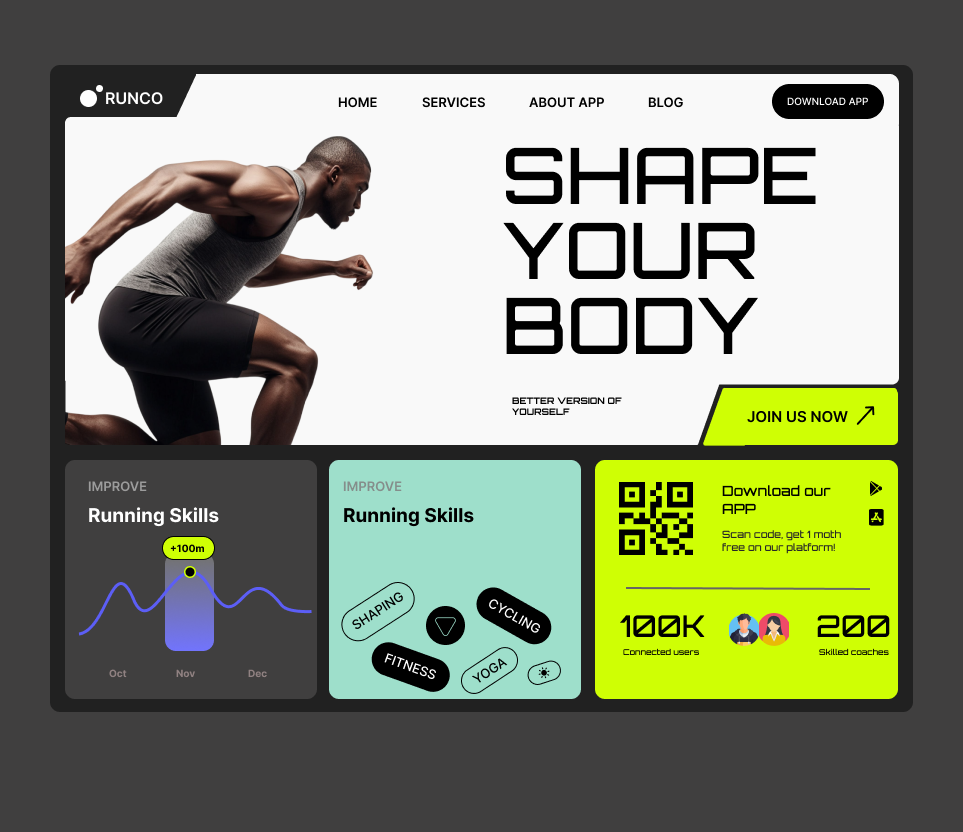 RUNCO
HOME
SERVICES
ABOUT APP
BLOG
DOWNLOAD APP
SHAPE
YOUR
BODY
BETTER VERSION OF
YOURSELF
JOIN US NOW
IMPROVE
Running Skills
+100m
Oct
Nov
Dec
IMPROVE
Running Skills
SHAPING
CYCLING
FITNESS
YOGA
Download our
APP
Scan code, get 1 moth
free on our platform!
100K
Connected users
200
Skilled coaches